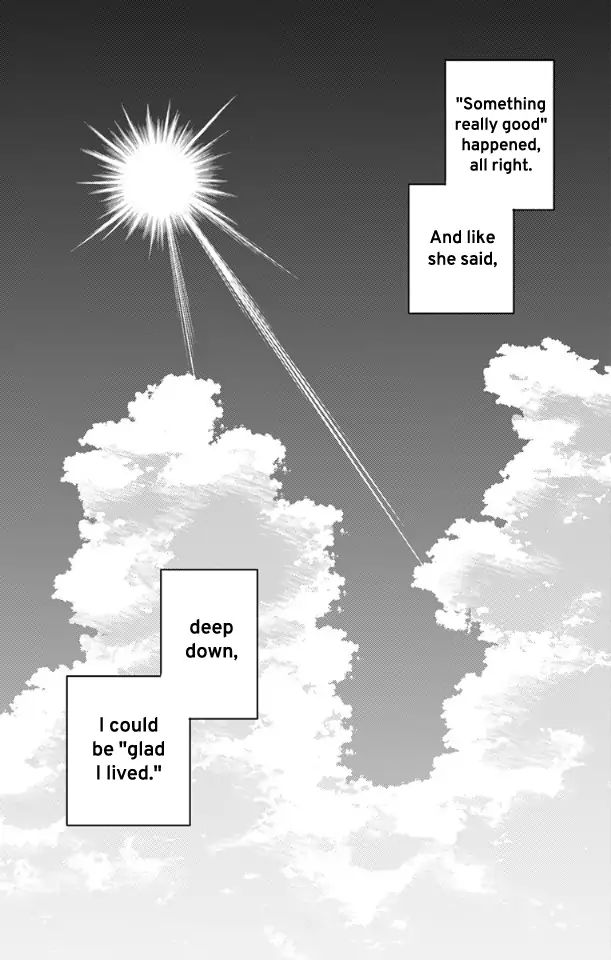 "Something
really good"
happened,
all right.
And like
she said,
deep
down,
I could
be "glad
I lived."